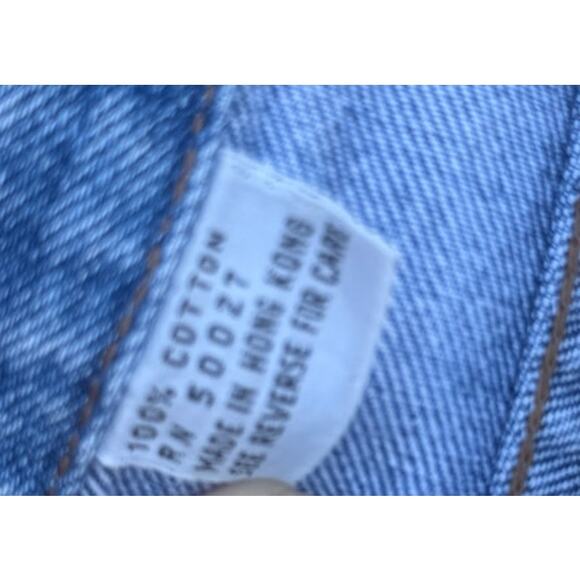 100% COTTON
RN 50027
MADE IN HONG KONG
SEE REVERSE FOR CARE